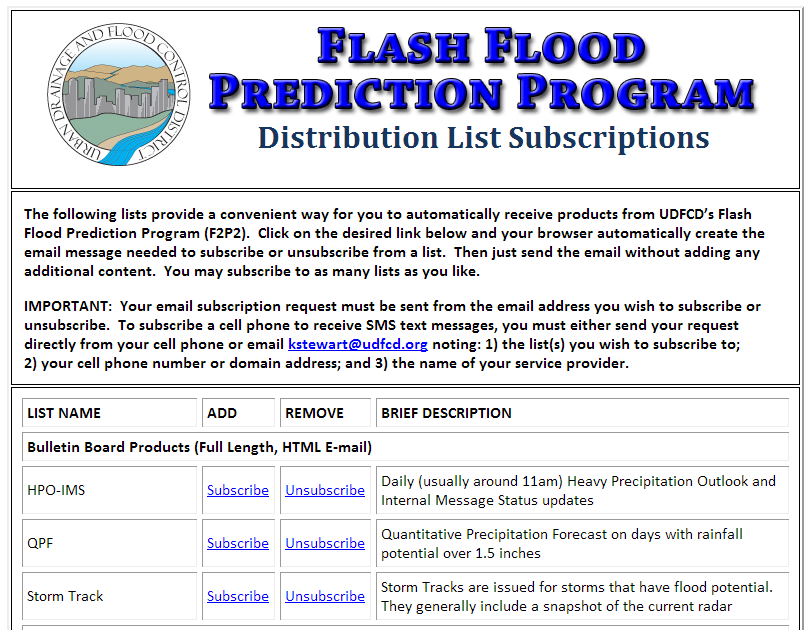 URBAN DRAINAGE AND FLOOD CONTROL DISTRICT
FLASH FLOOD
PREDICTION PROGRAM
Distribution List Subscriptions
The following lists provide a convenient way for you to automatically receive products from UDFCD's Flash
Flood Prediction Program (F2P2).  Click on the desired link below and your browser automatically create the
email message needed to subscribe or unsubscribe from a list.  Then just send the email without adding any
additional content.  You may subscribe to as many lists as you like.
IMPORTANT:  Your email subscription request must be sent from the email address you wish to subscribe or
unsubscribe.  To subscribe a cell phone to receive SMS text messages, you must either send your request
directly from your cell phone or email kstewart@udfcd.org noting: 1) the list(s) you wish to subscribe to;
2) your cell phone number or domain address; and 3) the name of your service provider.
LIST NAME ADD REMOVE BRIEF DESCRIPTION
Bulletin Board Products (Full Length, HTML E-mail)
HPO-IMS Subscribe Unsubscribe Daily (usually around 11am) Heavy Precipitation Outlook and
Internal Message Status updates
QPF Subscribe Unsubscribe Quantitative Precipitation Forecast on days with rainfall
potential over 1.5 inches
Storm Track Subscribe Unsubscribe Storm Tracks are issued for storms that have flood potential.
They generally include a snapshot of the current radar